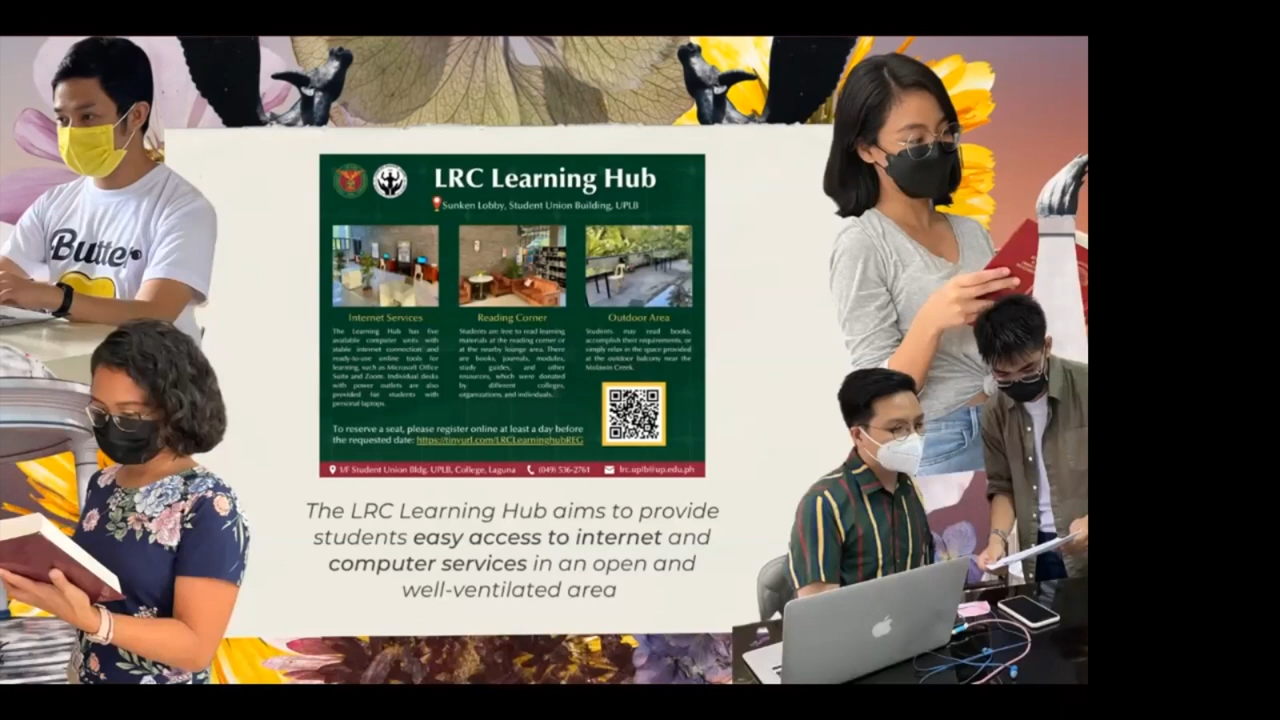 LRC Learning Hub
Sunken Lobby, Student Union Building, UPLB
Internet Services
The Learning Hub has five
available computer units with
stable internet connection and
ready-to-use online tools for
learning, such as Microsoft Office
Suite and Zoom. Individual desks
with power outlets are also
provided for students with
personal laptops.
Reading Corner
Students are free to read learning
materials at the reading corner or
at the nearby lounge area. There
are books, journals, modules,
study guides, and other
resources, which were donated
by different colleges,
organizations, and individuals.
Outdoor Area
Students may read books,
accomplish their requirements, or
simply relax in the space provided
at the outdoor balcony near the
Molawin Creek.
To reserve a seat, please register online at least a day before
the requested date: https://tinyurl.com/LRCLearninghubREG
1/F Student Union Bldg. UPLB, College, Laguna
(049) 536-2761
lrc.uplb@up.edu.ph
The LRC Learning Hub aims to provide
students easy access to internet and
computer services in an open and
well-ventilated area
Butter